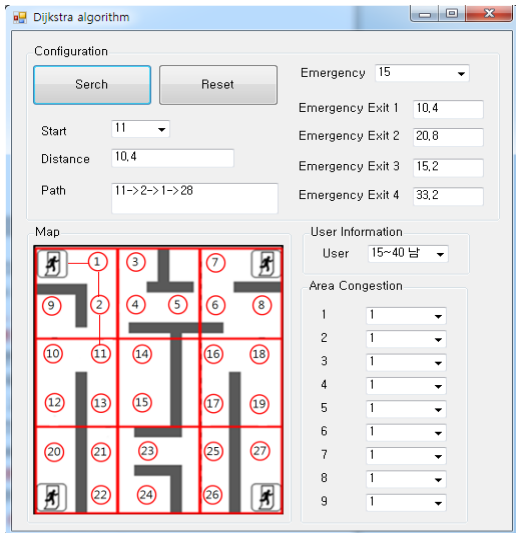 Dijkstra algorithm
Configuration
Serch
Reset
Emergency 15
Start 11
Distance 10,4
Path 11->2->1->28
Emergency Exit 1 10,4
Emergency Exit 2 20,8
Emergency Exit 3 15,2
Emergency Exit 4 33,2
Map
1 3 7
9 2 4 5 6 8
10 11 14 16 18
12 13 15 17 19
20 21 23 25 27
22 24 26
User Information
User 15~40 남
Area Congestion
1 1
2 1
3 1
4 1
5 1
6 1
7 1
8 1
9 1